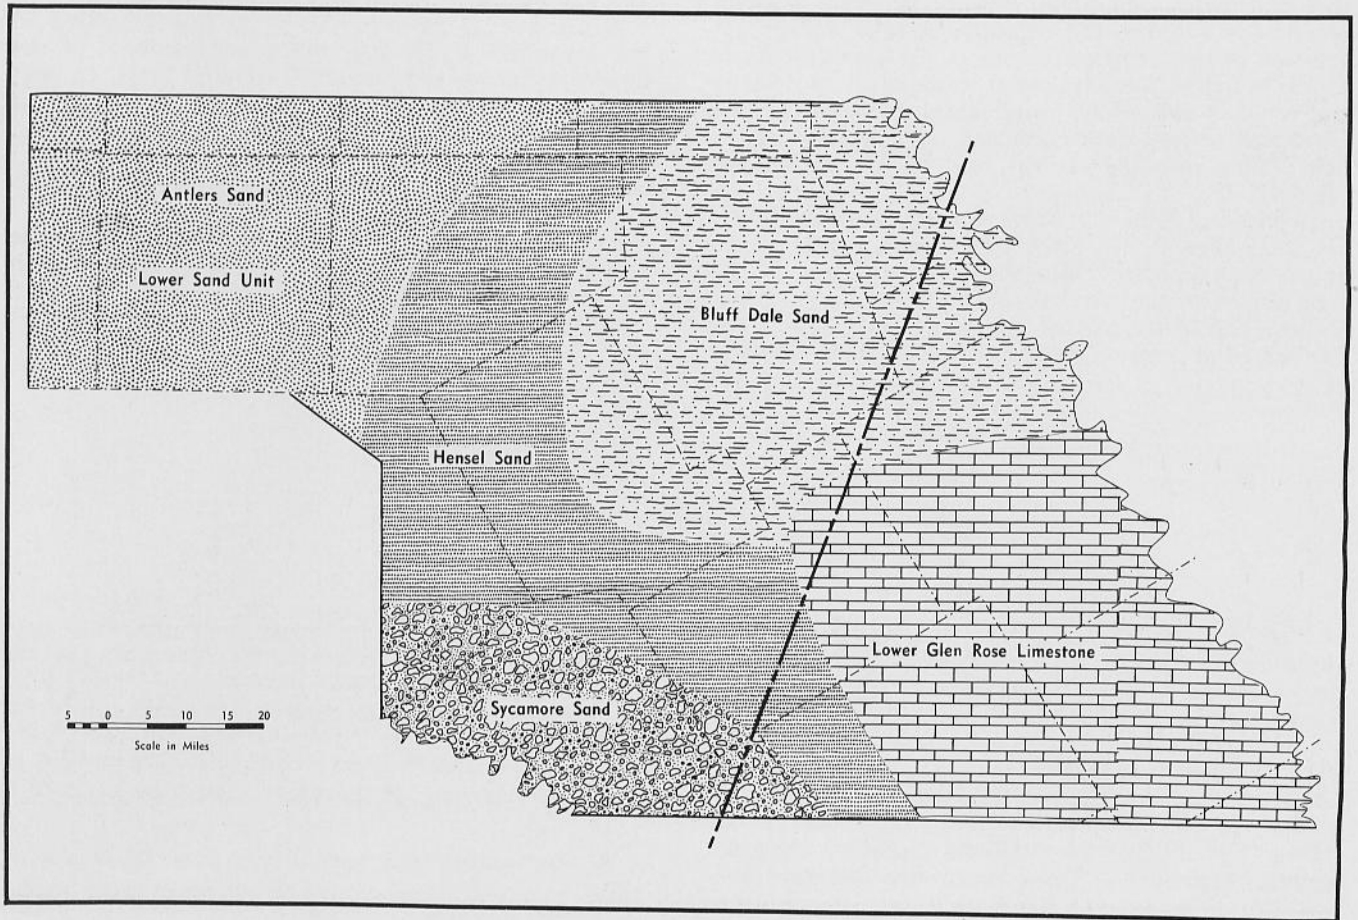 Antlers Sand
Lower Sand Unit
Bluff Dale Sand
Hensel Sand
Lower Glen Rose Limestone
Sycamore Sand
5 0 5 10 15 20
Scale in Miles